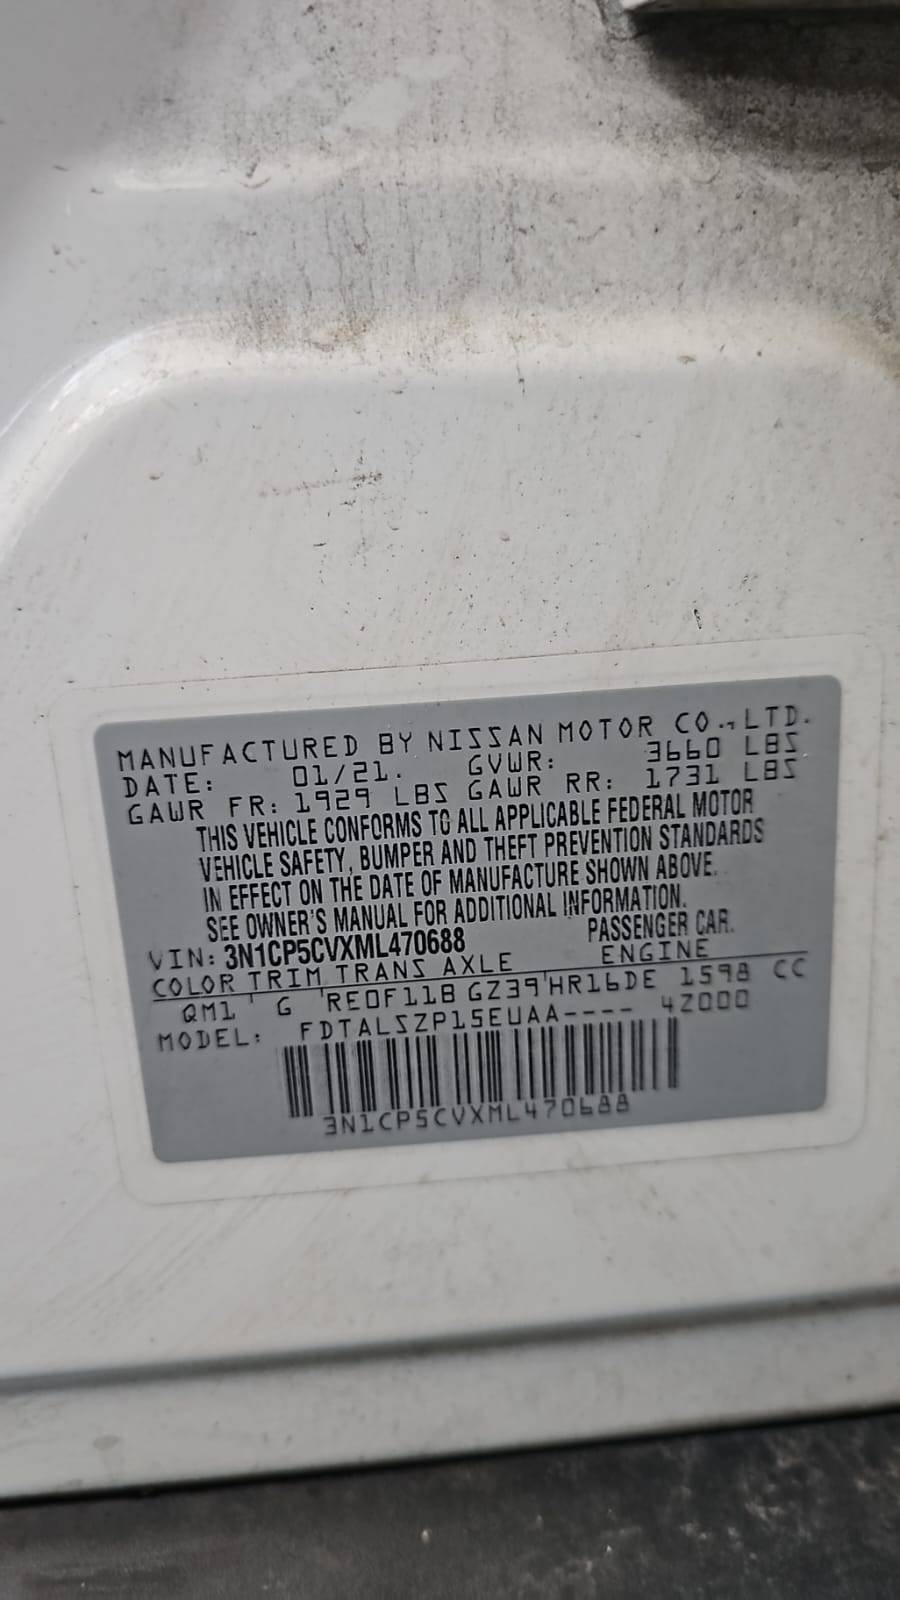 MANUFACTURED BY NISSAN MOTOR CO., LTD.
DATE: 01/21. GVWR: 3660 LBS
GAWR FR: 1929 LBS GAWR RR: 1731 LBS
THIS VEHICLE CONFORMS TO ALL APPLICABLE FEDERAL MOTOR
VEHICLE SAFETY, BUMPER AND THEFT PREVENTION STANDARDS
IN EFFECT ON THE DATE OF MANUFACTURE SHOWN ABOVE.
SEE OWNER'S MANUAL FOR ADDITIONAL INFORMATION.
VIN: 3N1CP5CVXML470688 PASSENGER CAR.
COLOR TRIM TRANS AXLE ENGINE
QM1 G RE0F11B GZ39 HR16DE 1598 CC
MODEL: FDTALSZP15EUAA---- 4Z000
3N1CP5CVXML470688